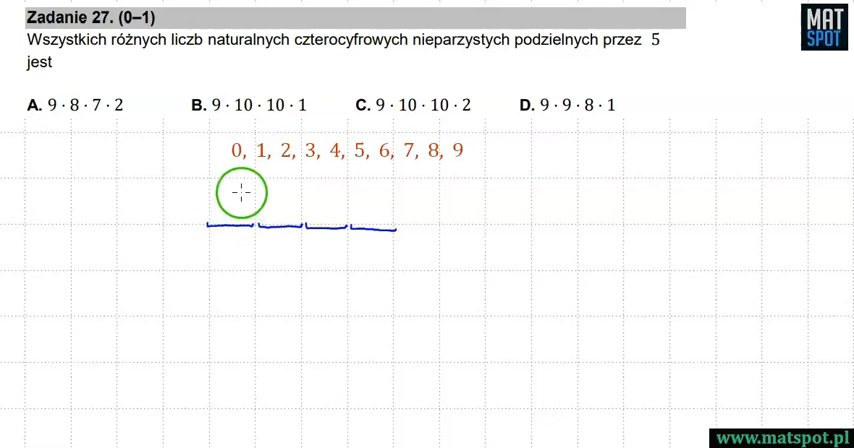 Zadanie 27. (0–1)
MAT
SPOT
Wszystkich różnych liczb naturalnych czterocyfrowych nieparzystych podzielnych przez 5
jest
A. 9 · 8 · 7 · 2 B. 9 · 10 · 10 · 1 C. 9 · 10 · 10 · 2 D. 9 · 9 · 8 · 1
0, 1, 2, 3, 4, 5, 6, 7, 8, 9
www.matspot.pl